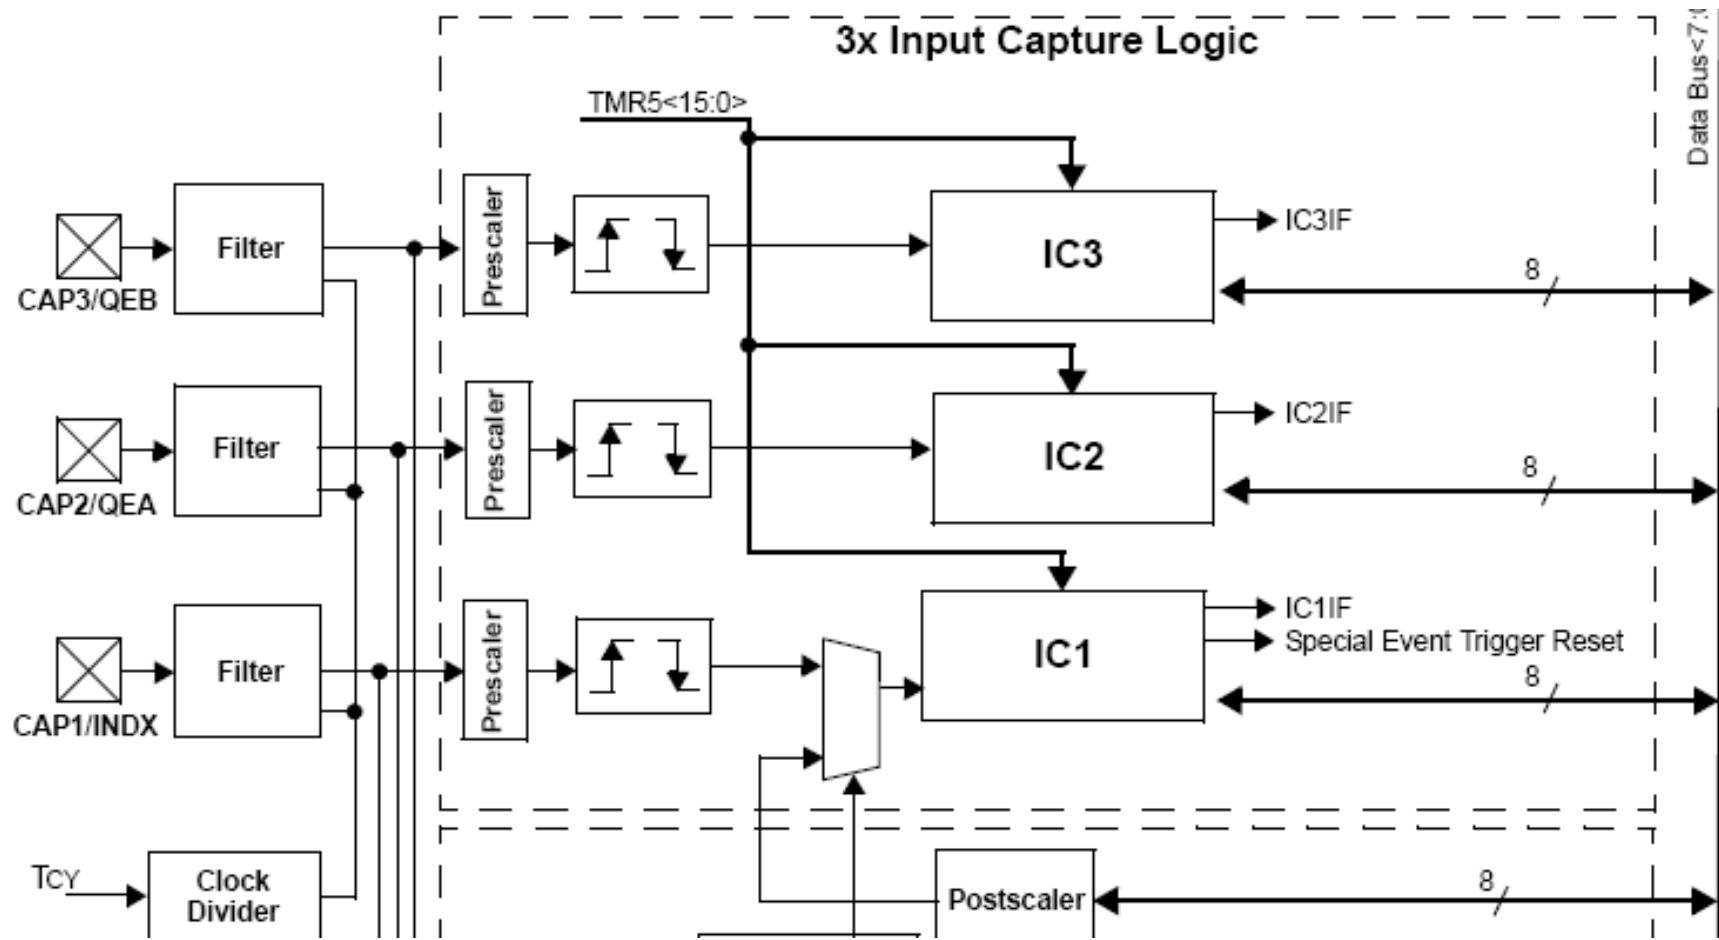 3x Input Capture Logic
Data Bus<7:
TMR5<15:0>
CAP3/QEB
Filter
Prescaler
IC3
IC3IF
8
CAP2/QEA
Filter
Prescaler
IC2
IC2IF
8
CAP1/INDX
Filter
Prescaler
IC1
IC1IF
Special Event Trigger Reset
8
TCY
Clock
Divider
Postscaler
8